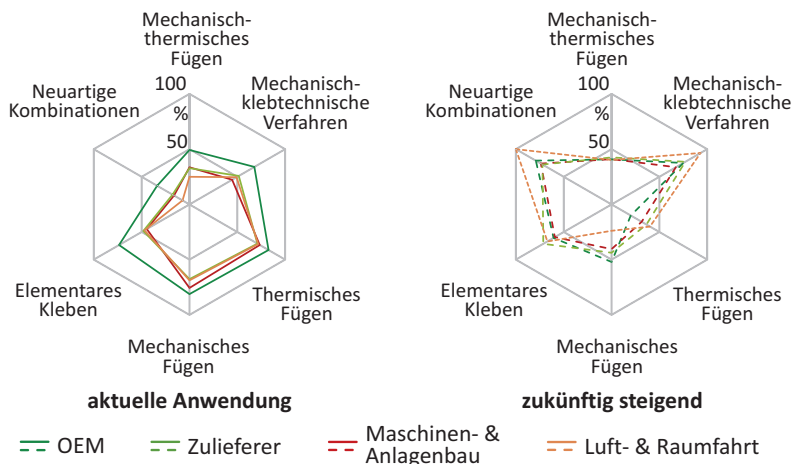 Mechanisch-
thermisches
Fügen
100
%
50
Mechanisch-
klebtechnische
Verfahren
Neuartige
Kombinationen
Elementares
Kleben
Thermisches
Fügen
Mechanisches
Fügen
aktuelle Anwendung
Mechanisch-
thermisches
Fügen
100
%
50
Mechanisch-
klebtechnische
Verfahren
Neuartige
Kombinationen
Elementares
Kleben
Thermisches
Fügen
Mechanisches
Fügen
zukünftig steigend
OEM
Zulieferer
Maschinen- &
Anlagenbau
Luft- & Raumfahrt